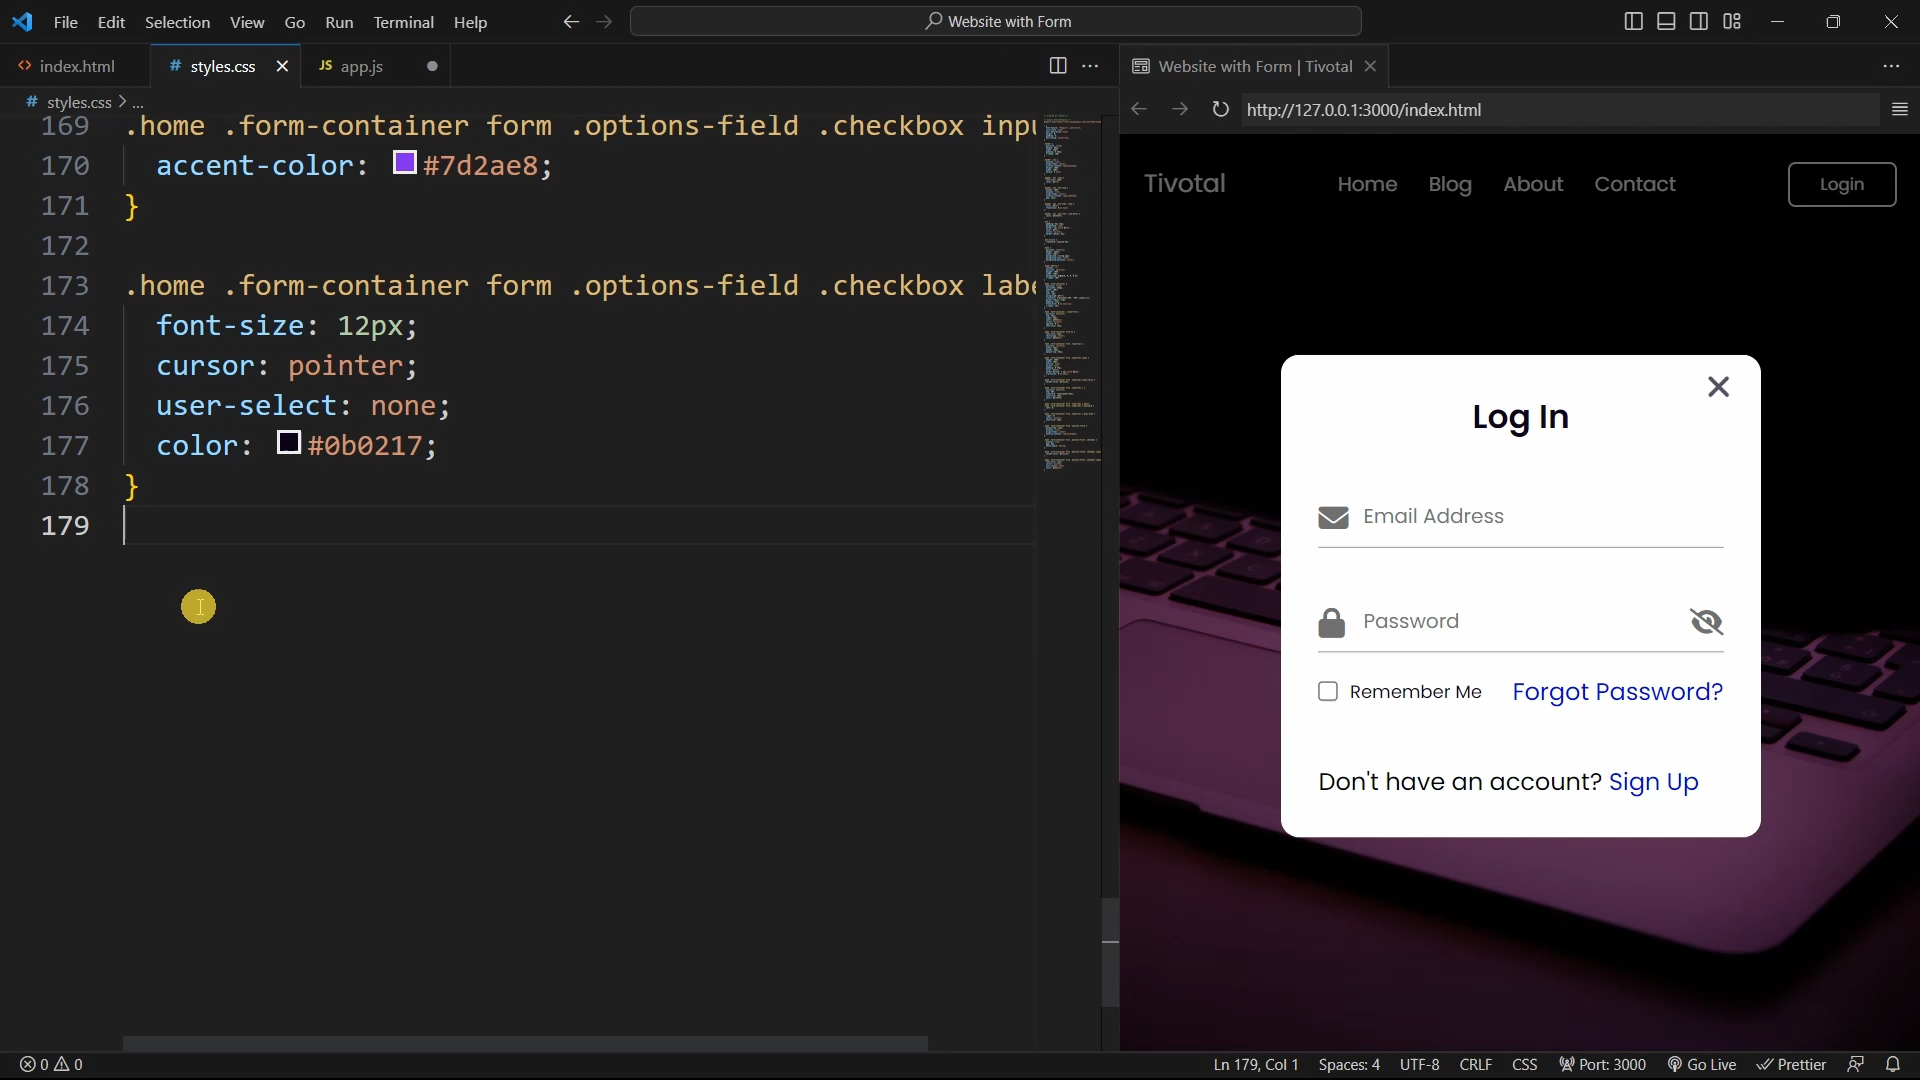 File Edit Selection View Go Run Terminal Help
Website with Form
index.html
# styles.css
JS app.js
Website with Form | Tivotal
# styles.css > ...
http://127.0.0.1:3000/index.html
169 .home .form-container form .options-field .checkbox inpu
170 accent-color: #7d2ae8;
171 }
172
173 .home .form-container form .options-field .checkbox labe
174 font-size: 12px;
175 cursor: pointer;
176 user-select: none;
177 color: #0b0217;
178 }
179
Tivotal
Home Blog About Contact
Login
Log In
Email Address
Password
Remember Me Forgot Password?
Don't have an account? Sign Up
0 0
Ln 179, Col 1 Spaces: 4 UTF-8 CRLF CSS Port: 3000 Go Live Prettier